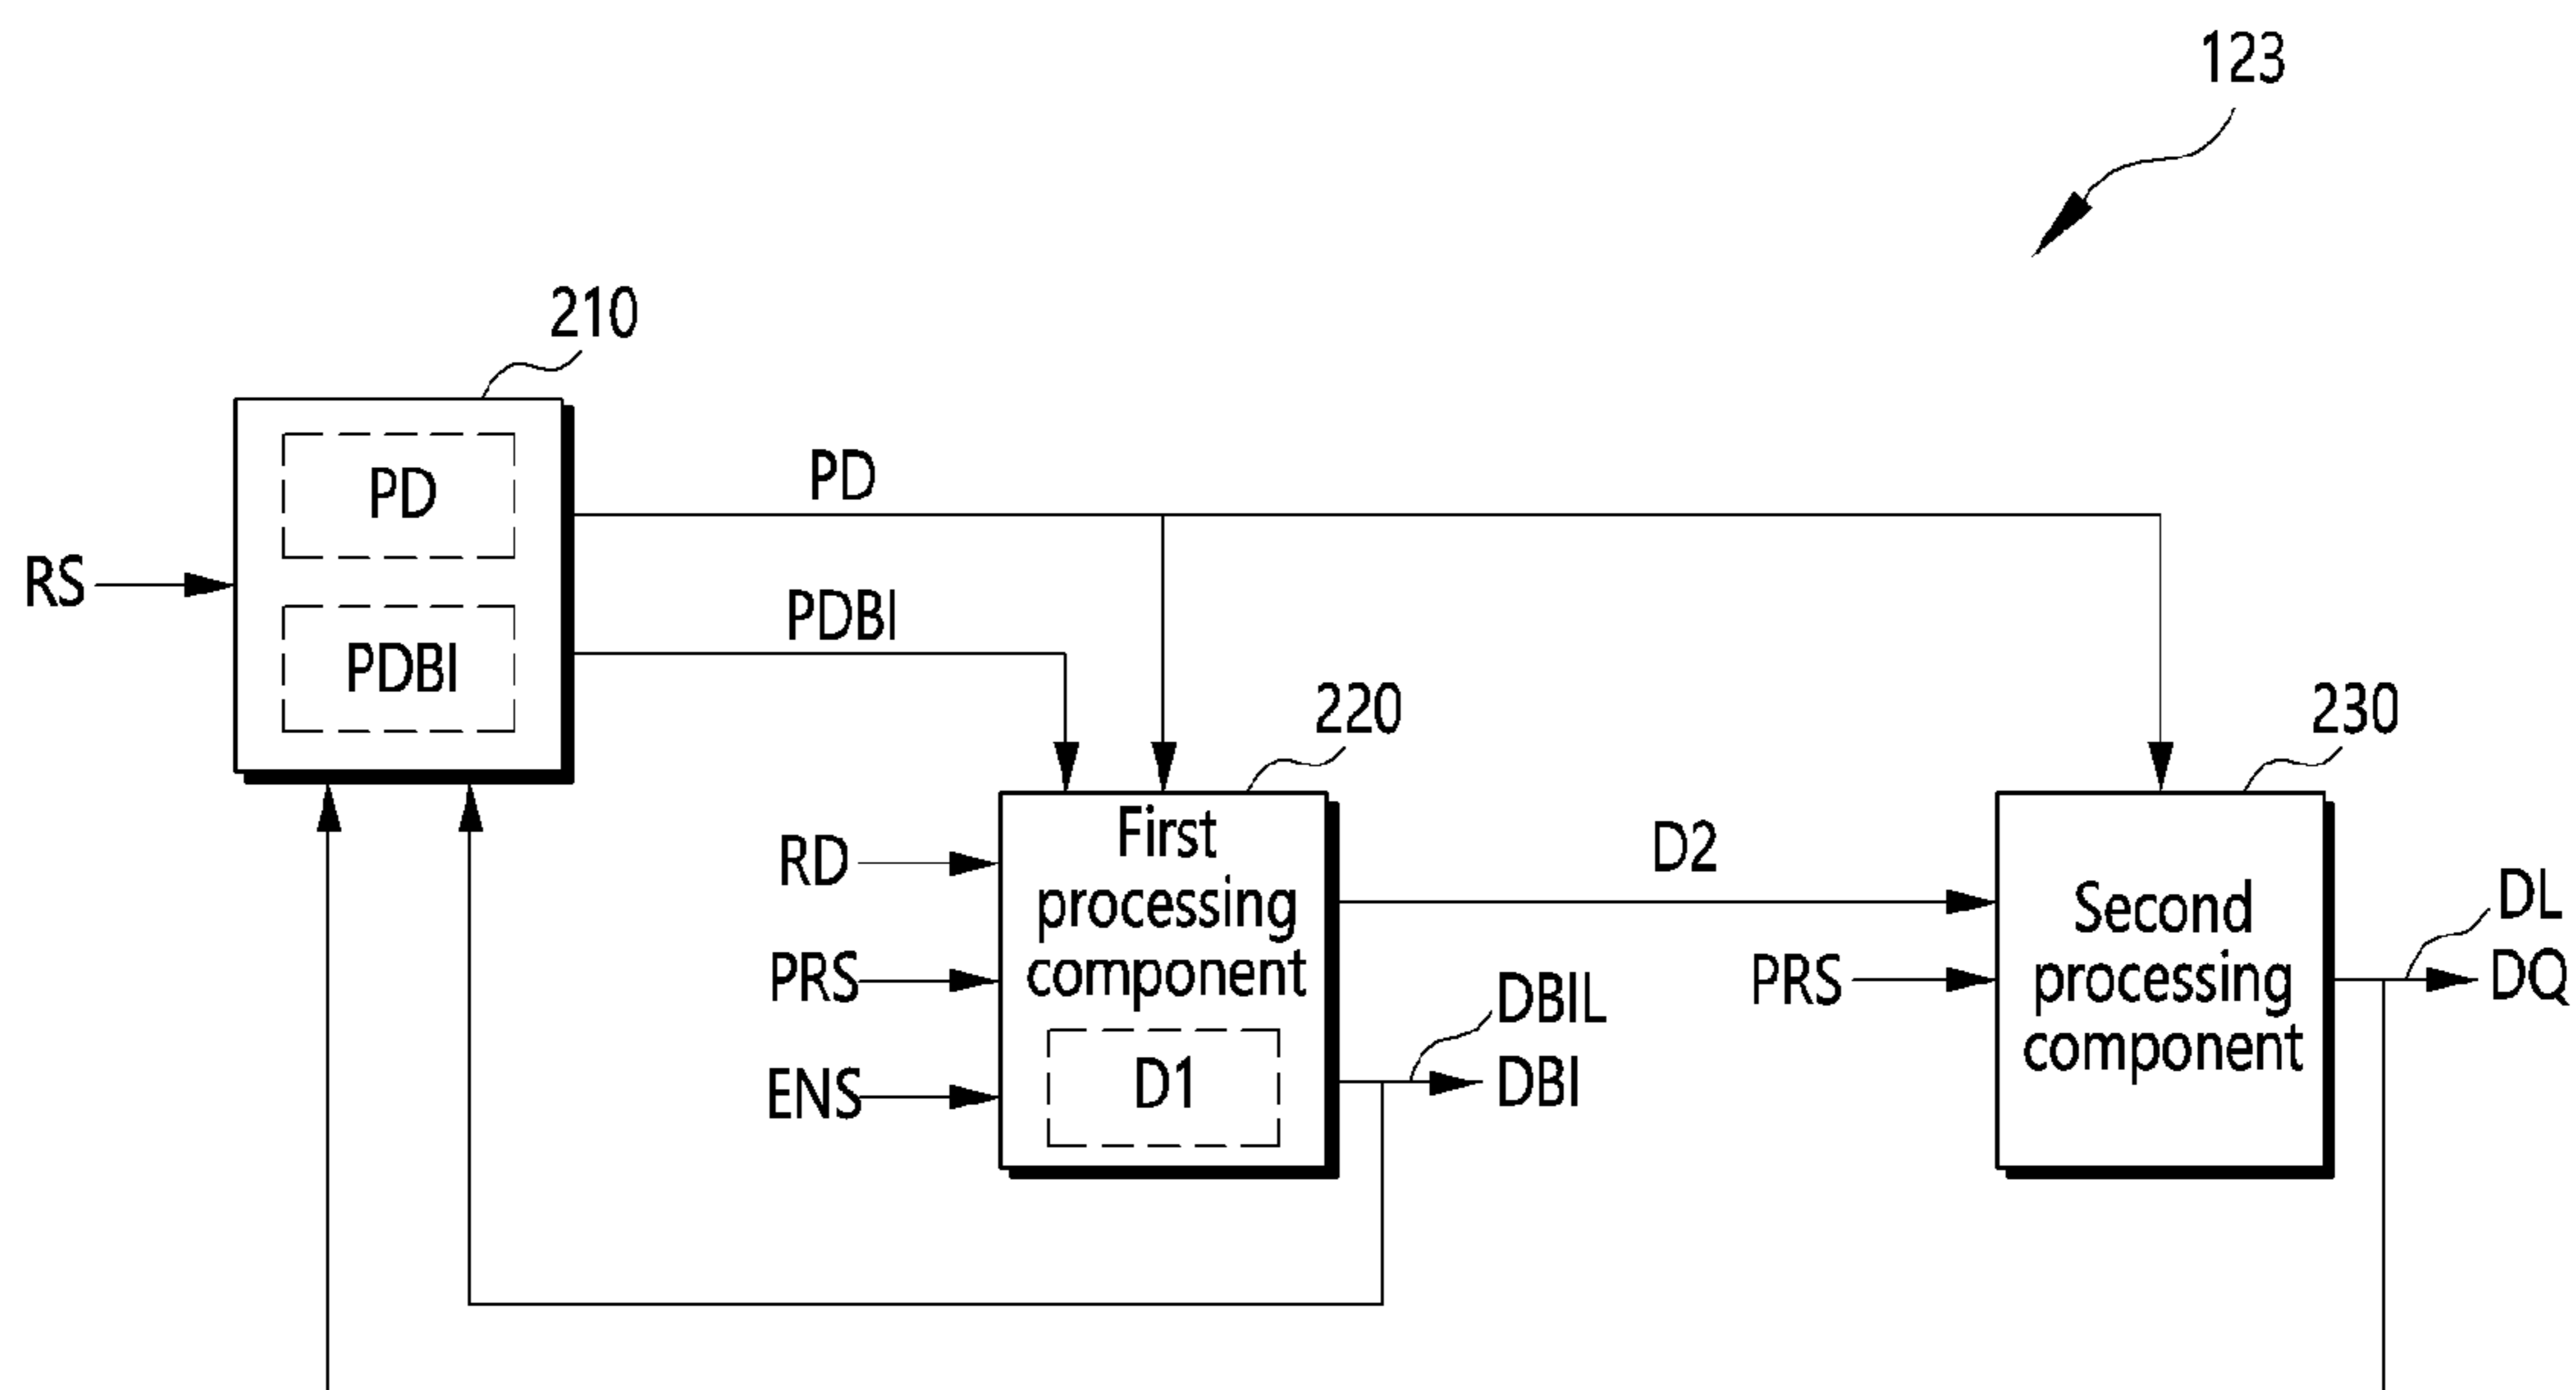 123
210
PD
PD
RS
PDBI
PDBI
220
230
First
processing
component
D1
RD
PRS
ENS
D2
PRS
Second
processing
component
DL
DQ
DBIL
DBI